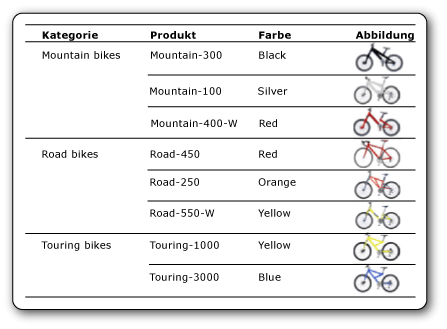 Kategorie Produkt Farbe Abbildung
Mountain bikes Mountain-300 Black
Mountain-100 Silver
Mountain-400-W Red
Road bikes Road-450 Red
Road-250 Orange
Road-550-W Yellow
Touring bikes Touring-1000 Yellow
Touring-3000 Blue